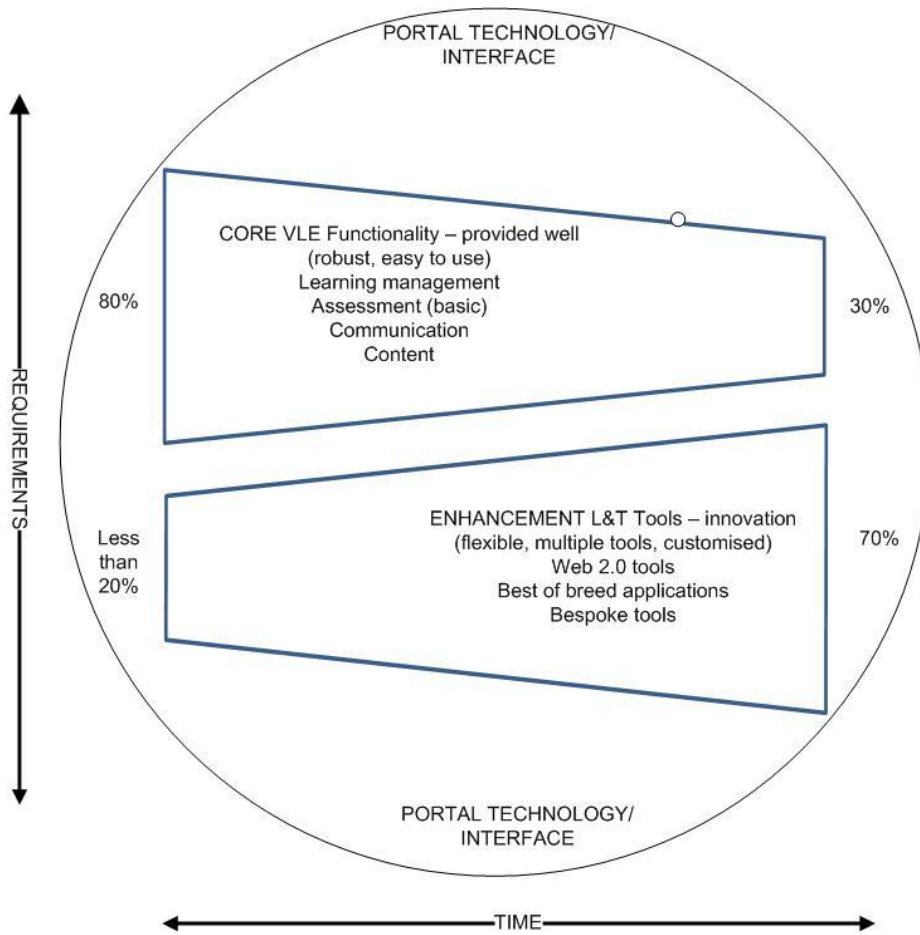 PORTAL TECHNOLOGY/
INTERFACE
CORE VLE Functionality – provided well
(robust, easy to use)
Learning management
Assessment (basic)
Communication
Content
80%
30%
REQUIREMENTS
Less
than
20%
ENHANCEMENT L&T Tools – innovation
(flexible, multiple tools, customised)
Web 2.0 tools
Best of breed applications
Bespoke tools
70%
PORTAL TECHNOLOGY/
INTERFACE
TIME